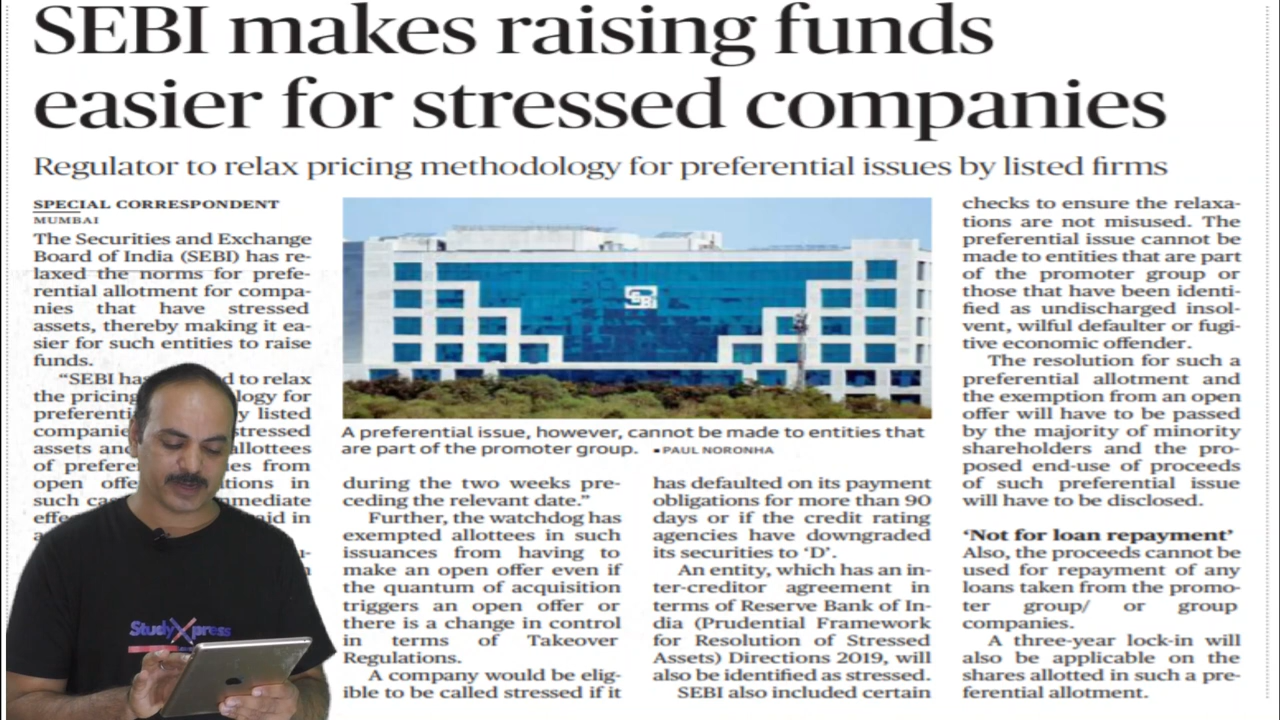 SEBI makes raising funds
easier for stressed companies
Regulator to relax pricing methodology for preferential issues by listed firms
SPECIAL CORRESPONDENT
MUMBAI
The Securities and Exchange
Board of India (SEBI) has re-
laxed the norms for prefe-
rential allotment for compa-
nies that have stressed
assets, thereby making it ea-
sier for such entities to raise
funds.
“SEBI has to relax
the pricing for
by listed
stressed
assets and allottees
of from
open in
such

SEBI
A preferential issue, however, cannot be made to entities that
are part of the promoter group. ▪PAUL NORONHA
during the two weeks pre-
ceding the relevant date.”
Further, the watchdog has
exempted allottees in such
issuances from having to
make an open offer even if
the quantum of acquisition
triggers an open offer or
there is a change in control
in terms of Takeover
Regulations.
A company would be elig-
ible to be called stressed if it
has defaulted on its payment
obligations for more than 90
days or if the credit rating
agencies have downgraded
its securities to ‘D’.
An entity, which has an in-
ter-creditor agreement in
terms of Reserve Bank of In-
dia (Prudential Framework
for Resolution of Stressed
Assets) Directions 2019, will
also be identified as stressed.
SEBI also included certain
checks to ensure the relaxa-
tions are not misused. The
preferential issue cannot be
made to entities that are part
of the promoter group or
those that have been identi-
fied as undischarged insol-
vent, wilful defaulter or fugi-
tive economic offender.
The resolution for such a
preferential allotment and
the exemption from an open
offer will have to be passed
by the majority of minority
shareholders and the pro-
posed end-use of proceeds
of such preferential issue
will have to be disclosed.
‘Not for loan repayment’
Also, the proceeds cannot be
used for repayment of any
loans taken from the promo-
ter group/ or group
companies.
A three-year lock-in will
also be applicable on the
shares allotted in such a pre-
ferential allotment.
StudyXpress